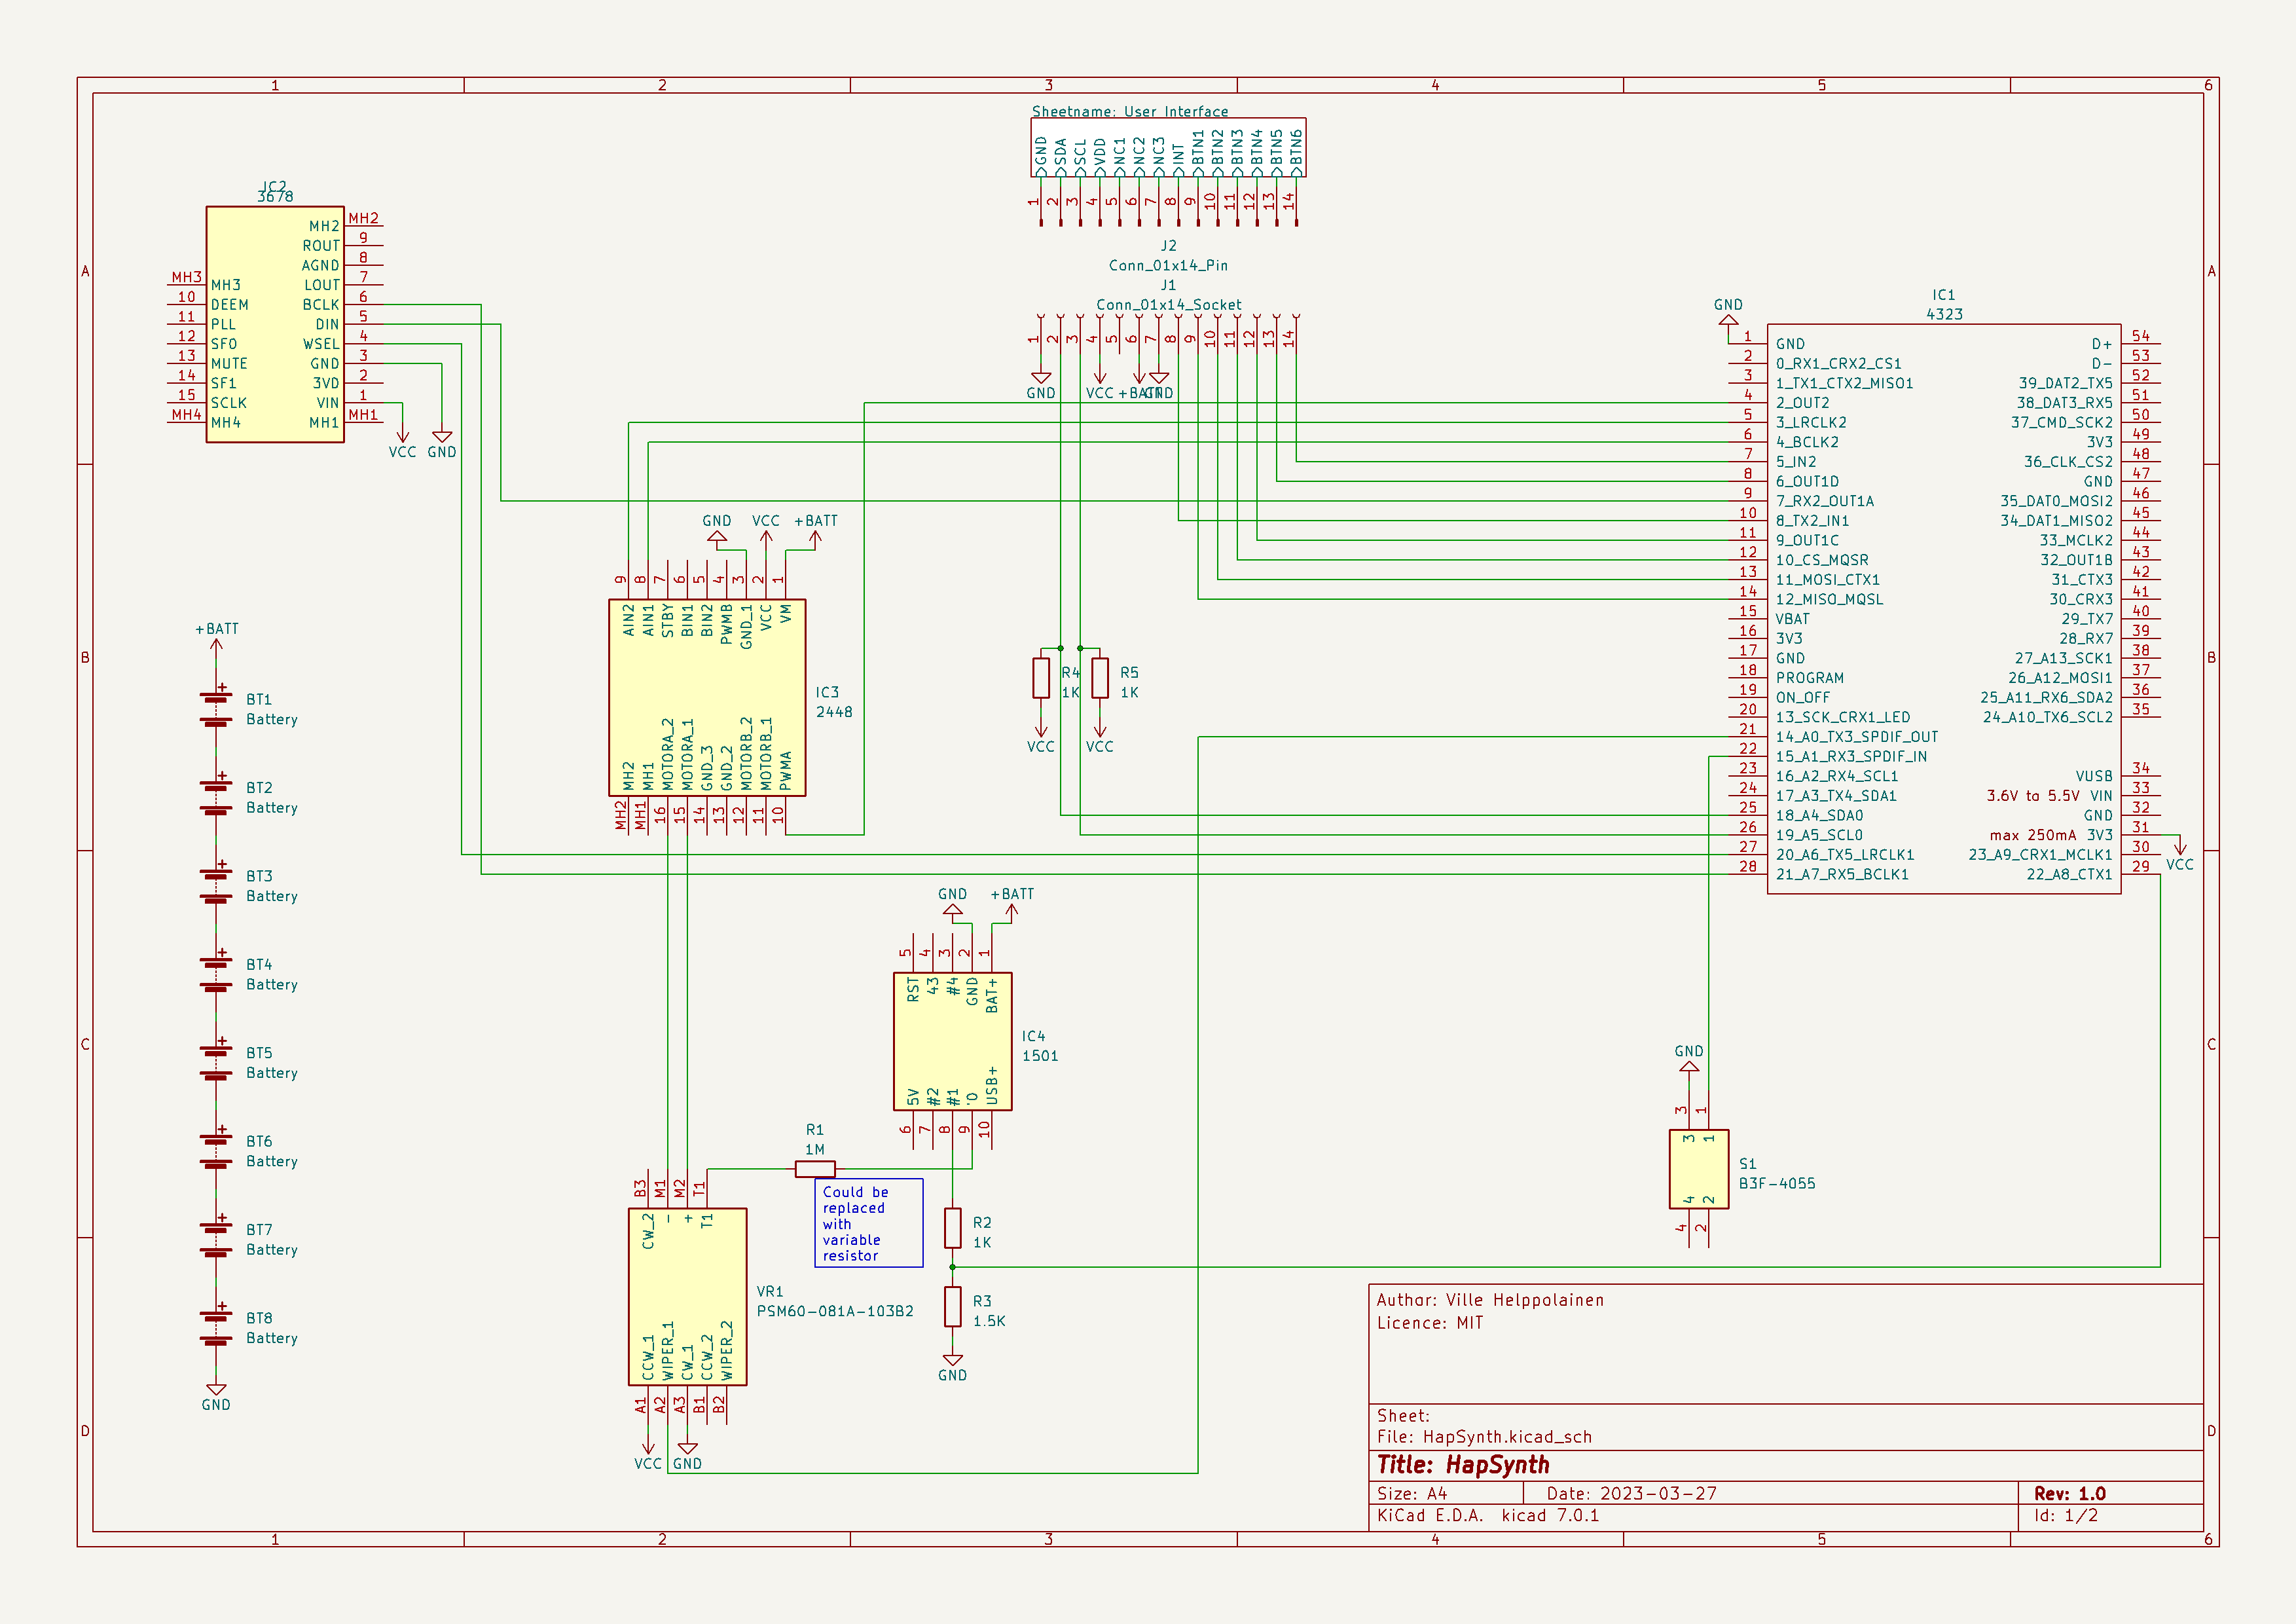 1 2 3 4 5 6
A
B
C
D
A
B
C
D
Sheetname: User Interface
GND SDA SCL VDD NC1 NC2 NC3 INT BTN1 BTN2 BTN3 BTN4 BTN5 BTN6
1 2 3 4 5 6 7 8 9 10 11 12 13 14
J2
Conn_01x14_Pin
J1
Conn_01x14_Socket
1 2 3 4 5 6 7 8 9 10 11 12 13 14
GND VCC +BATT GND
3678
MH3 MH3
10 DEEM
11 PLL
12 SF0
13 MUTE
14 SF1
15 SCLK
MH4 MH4
MH2 MH2
ROUT 9
AGND 8
LOUT 7
BCLK 6
DIN 5
WSEL 4
GND 3
3VD 2
VIN 1
MH1 MH1
VCC GND
IC1
4323
GND
1 GND
2 0_RX1_CRX2_CS1
3 1_TX1_CTX2_MISO1
4 2_OUT2
5 3_LRCLK2
6 4_BCLK2
7 5_IN2
8 6_OUT1D
9 7_RX2_OUT1A
10 8_TX2_IN1
11 9_OUT1C
12 10_CS_MQSR
13 11_MOSI_CTX1
14 12_MISO_MQSL
15 VBAT
16 3V3
17 GND
18 PROGRAM
19 ON_OFF
20 13_SCK_CRX1_LED
21 14_A0_TX3_SPDIF_OUT
22 15_A1_RX3_SPDIF_IN
23 16_A2_RX4_SCL1
24 17_A3_TX4_SDA1
25 18_A4_SDA0
26 19_A5_SCL0
27 20_A6_TX5_LRCLK1
28 21_A7_RX5_BCLK1
D+ 54
D- 53
39_DAT2_TX5 52
38_DAT3_RX5 51
37_CMD_SCK2 50
3V3 49
36_CLK_CS2 48
GND 47
35_DAT0_MOSI2 46
34_DAT1_MISO2 45
33_MCLK2 44
32_OUT1B 43
31_CTX3 42
30_CRX3 41
29_TX7 40
28_RX7 39
27_A13_SCK1 38
26_A12_MOSI1 37
25_A11_RX6_SDA2 36
24_A10_TX6_SCL2 35
VUSB 34
3.6V to 5.5V VIN 33
GND 32
max 250mA 3V3 31
23_A9_CRX1_MCLK1 30
22_A8_CTX1 29
VCC
GND VCC +BATT
9 8 7 6 5 4 3 2 1
AIN2 AIN1 STBY BIN1 BIN2 PWMB GND_1 VCC VM
IC3
2448
MH2 MH1 MOTORA_2 MOTORA_1 GND_3 GND_2 MOTORB_2 MOTORB_1 PWMA
MH2 MH1 16 15 14 13 12 11 10
R4
1K
R5
1K
VCC VCC
+BATT
BT1
Battery
BT2
Battery
BT3
Battery
BT4
Battery
BT5
Battery
BT6
Battery
BT7
Battery
BT8
Battery
GND
GND +BATT
5 4 3 2 1
RST 43 #4 GND BAT+
IC4
1501
5V #2 #1 '0 USB+
6 7 8 9 10
R1
1M
Could be
replaced
with
variable
resistor
R2
1K
R3
1.5K
GND
B3 M1 M2 T1
CW_2 - + T1
VR1
PSM60-081A-103B2
CCW_1 WIPER_1 CW_1 CCW_2 WIPER_2
A1 A2 A3 B1 B2
VCC GND
GND
3 1
3 1
S1
B3F-4055
4 2
4 2
Author: Ville Helppolainen
Licence: MIT
Sheet:
File: HapSynth.kicad_sch
Title: HapSynth
Size: A4 Date: 2023-03-27 Rev: 1.0
KiCad E.D.A. kicad 7.0.1 Id: 1/2
1 2 3 4 5 6